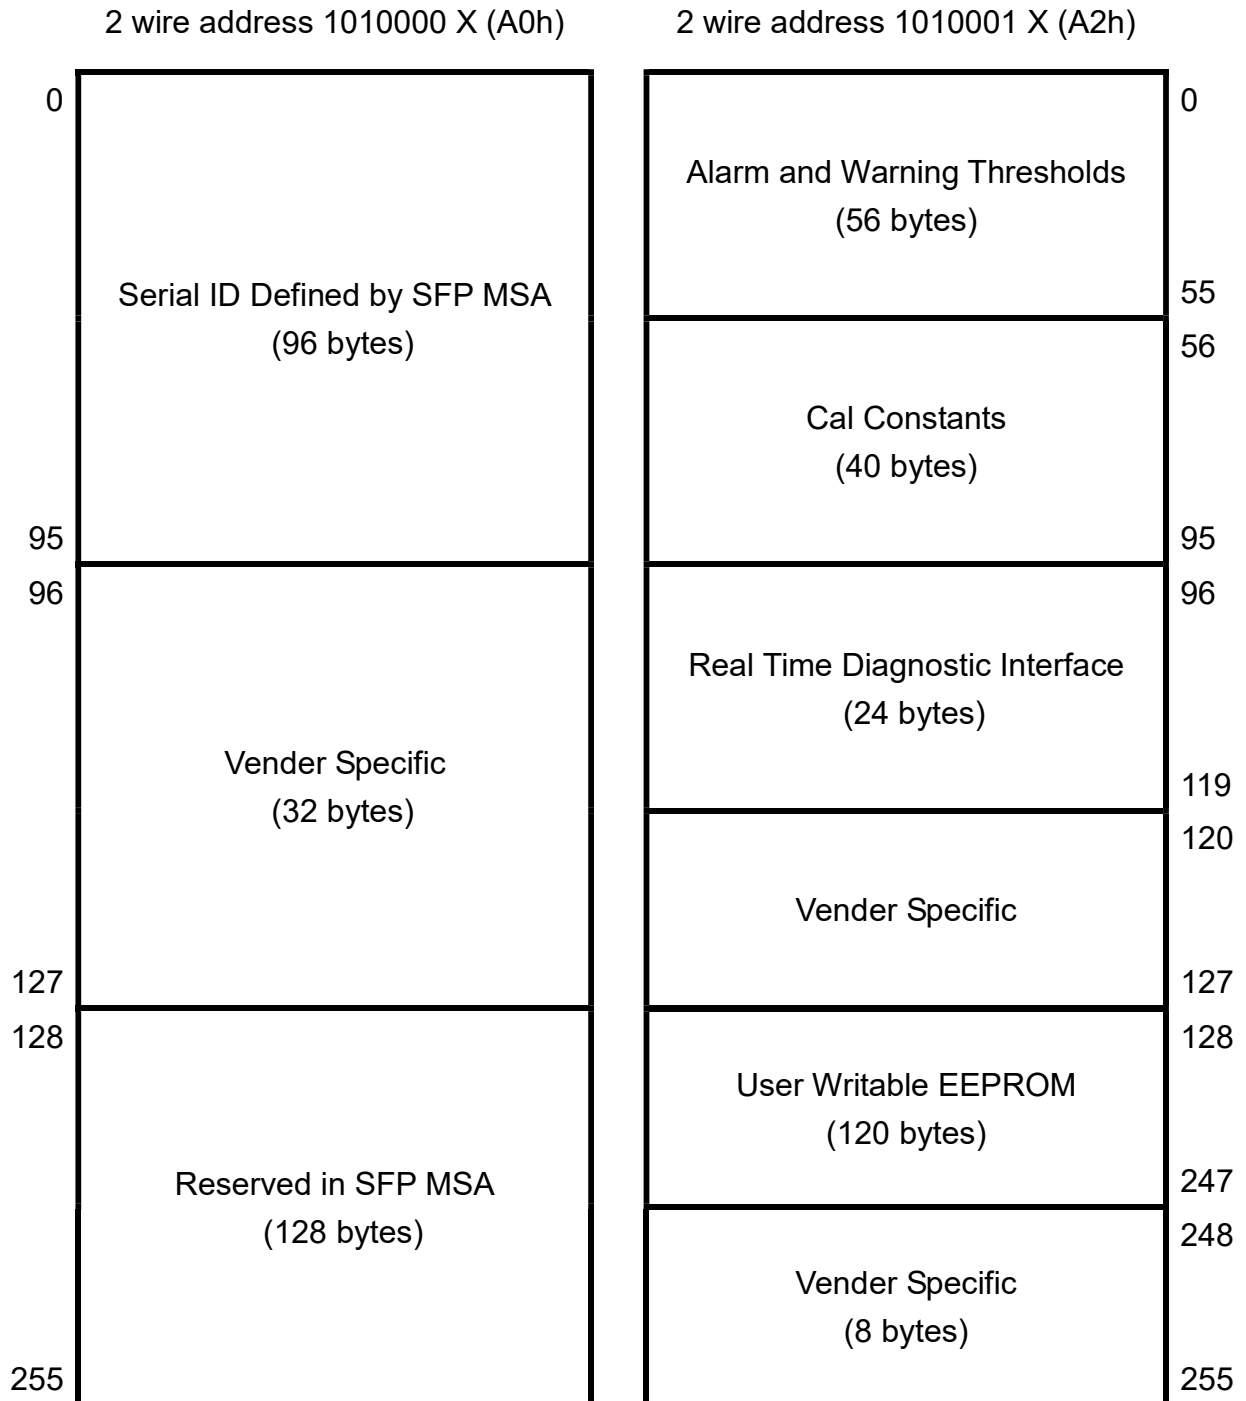 2 wire address 1010000 X (A0h)
0
Serial ID Defined by SFP MSA
(96 bytes)
95
96
Vender Specific
(32 bytes)
127
128
Reserved in SFP MSA
(128 bytes)
255
2 wire address 1010001 X (A2h)
0
Alarm and Warning Thresholds
(56 bytes)
55
56
Cal Constants
(40 bytes)
95
96
Real Time Diagnostic Interface
(24 bytes)
119
120
Vender Specific
127
128
User Writable EEPROM
(120 bytes)
247
248
Vender Specific
(8 bytes)
255